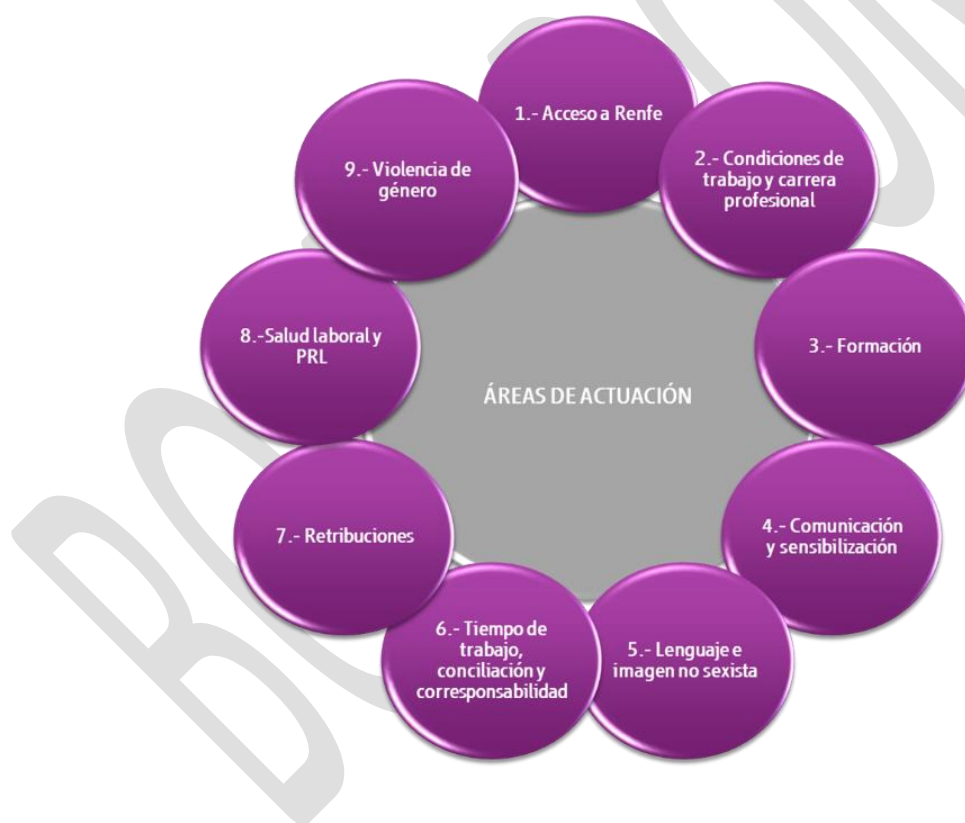 1.- Acceso a Renfe
2.- Condiciones de
trabajo y carrera
profesional
3.- Formación
4.- Comunicación
y sensibilización
5.- Lenguaje e
imagen no sexista
6.- Tiempo de
trabajo,
conciliación y
corresponsabilidad
7.- Retribuciones
8.-Salud laboral y
PRL
9.- Violencia de
género
ÁREAS DE ACTUACIÓN